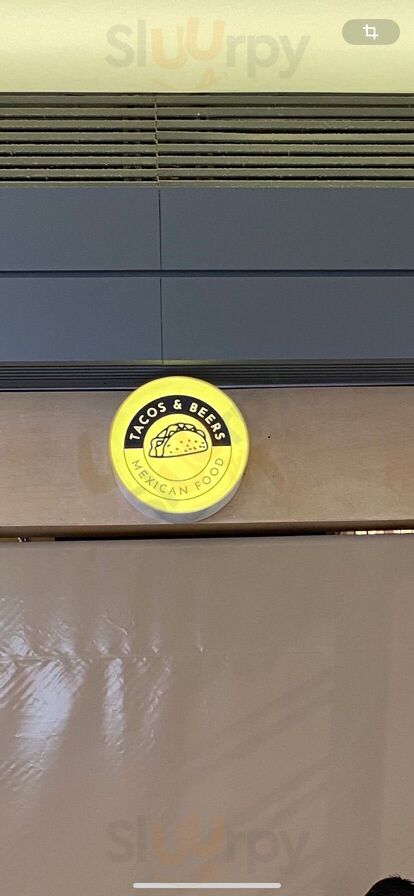 Sluurpy
TACOS & BEERS
MEXICAN FOOD
Sluurpy